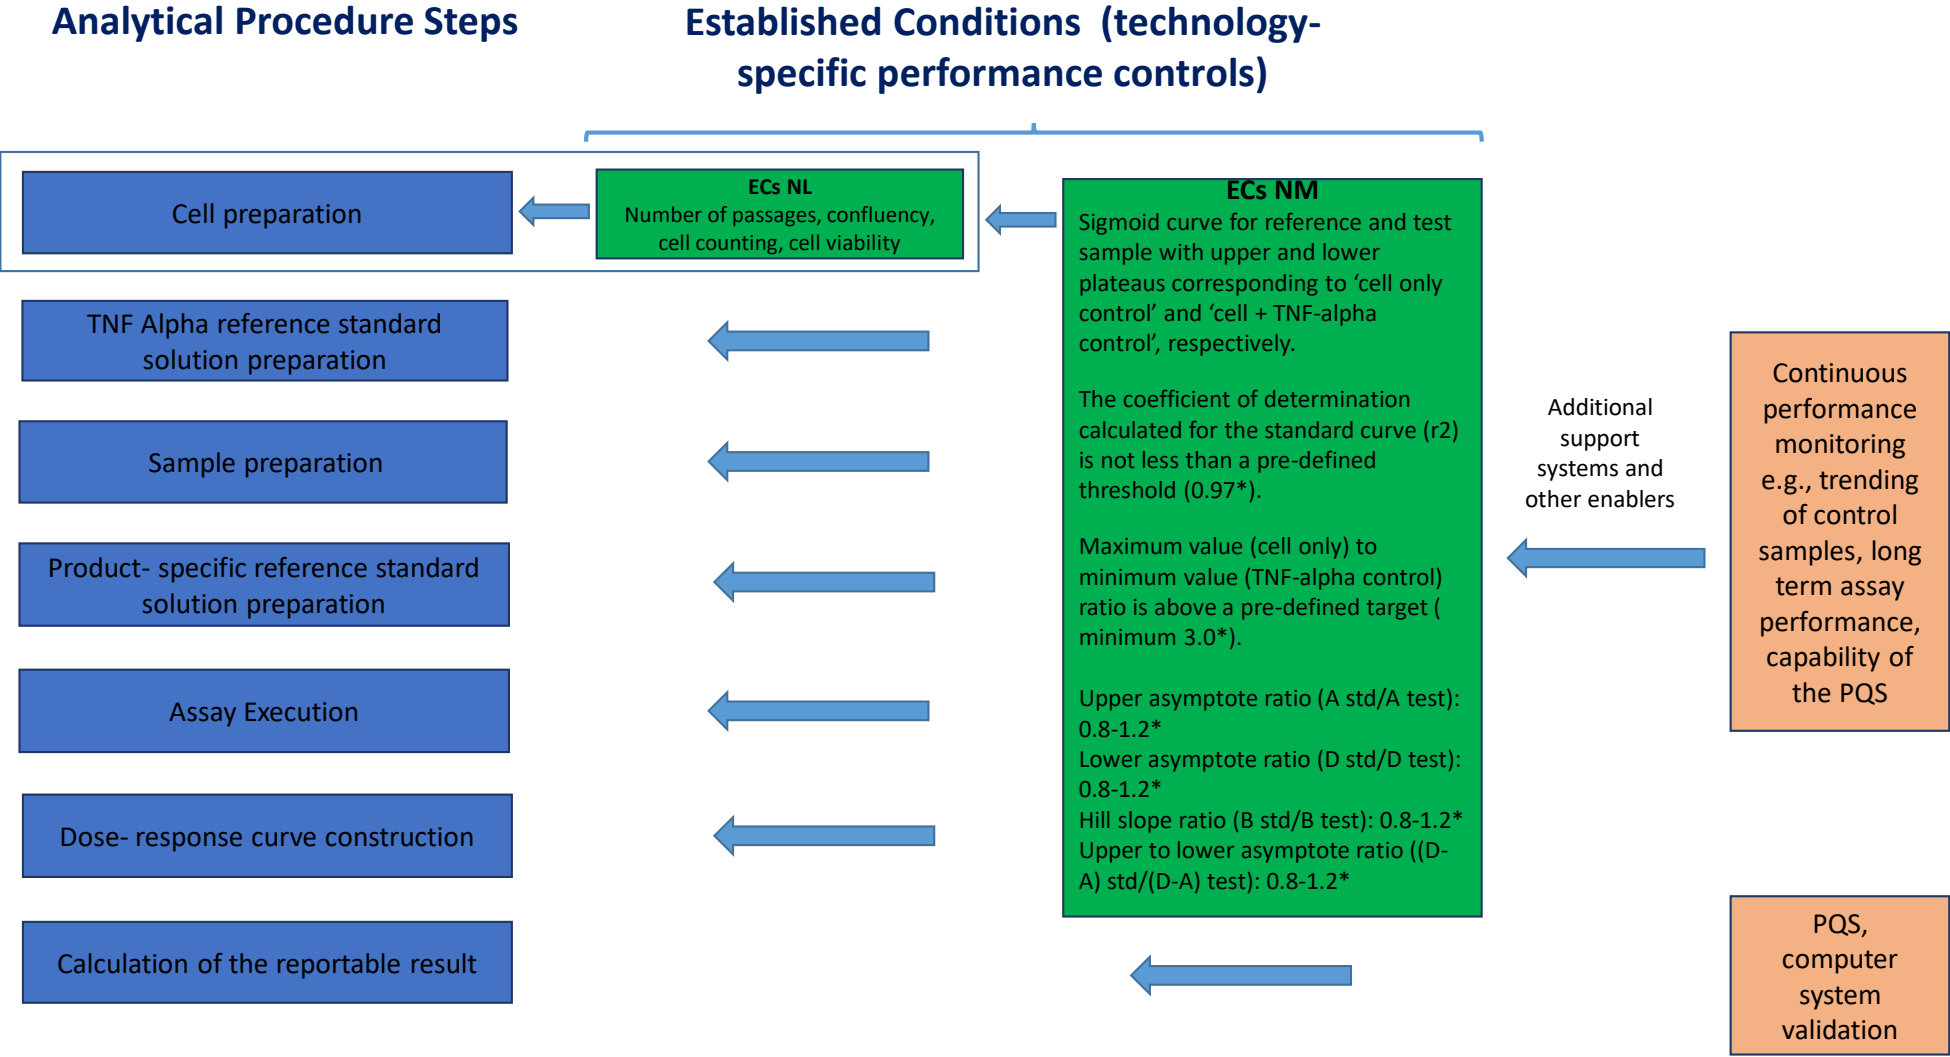 Analytical Procedure Steps
Established Conditions (technology-
specific performance controls)
Cell preparation
ECs NL
Number of passages, confluency,
cell counting, cell viability
TNF Alpha reference standard
solution preparation
Sample preparation
Product- specific reference standard
solution preparation
Assay Execution
Dose- response curve construction
Calculation of the reportable result
ECs NM
Sigmoid curve for reference and test
sample with upper and lower
plateaus corresponding to ‘cell only
control’ and ‘cell + TNF-alpha
control’, respectively.
The coefficient of determination
calculated for the standard curve (r2)
is not less than a pre-defined
threshold (0.97*).
Maximum value (cell only) to
minimum value (TNF-alpha control)
ratio is above a pre-defined target (
minimum 3.0*).
Upper asymptote ratio (A std/A test):
0.8-1.2*
Lower asymptote ratio (D std/D test):
0.8-1.2*
Hill slope ratio (B std/B test): 0.8-1.2*
Upper to lower asymptote ratio ((D-
A) std/(D-A) test): 0.8-1.2*
Additional
support
systems and
other enablers
Continuous
performance
monitoring
e.g., trending
of control
samples, long
term assay
performance,
capability of
the PQS
PQS,
computer
system
validation